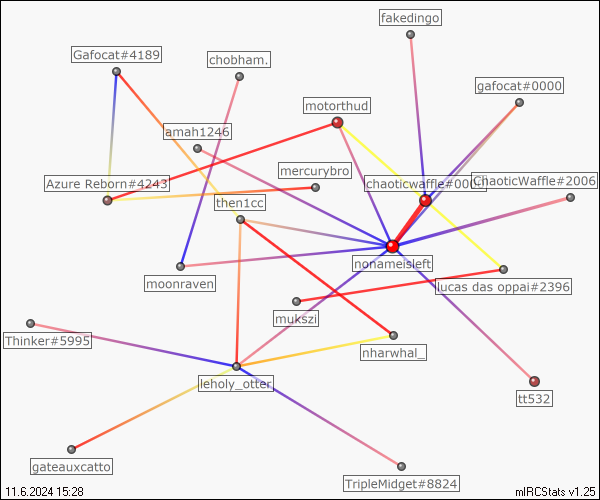 fakedingo
Gafocat#4189
chobham.
gafocat#0000
motorthud
amah1246
mercurybro
Azure Reborn#4243
chaoticwaffle#000
ChaoticWaffle#2006
then1cc
nonameisleft
moonraven
lucas das oppai#2396
mukszi
Thinker#5995
nharwhal_
leholy_otter
tt532
gateauxcatto
TripleMidget#8824
11.6.2024 15:28
mIRCStats v1.25